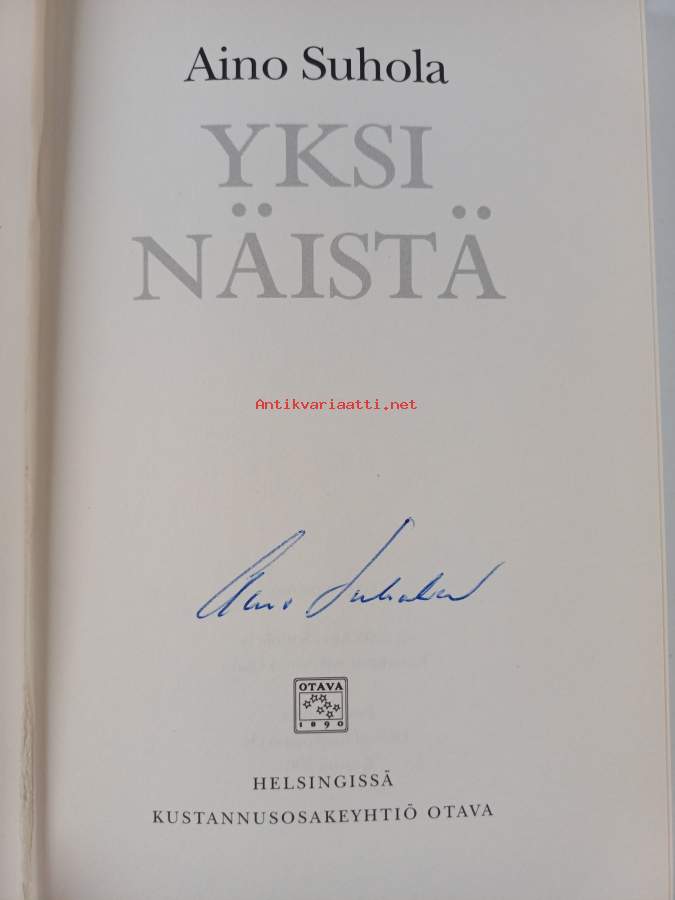 Aino Suhola
YKSI
NÄISTÄ
Antikvariaatti.net
Aino Suhola
OTAVA
1890
HELSINGISSÄ
KUSTANNUSOSAKEYHTIÖ OTAVA